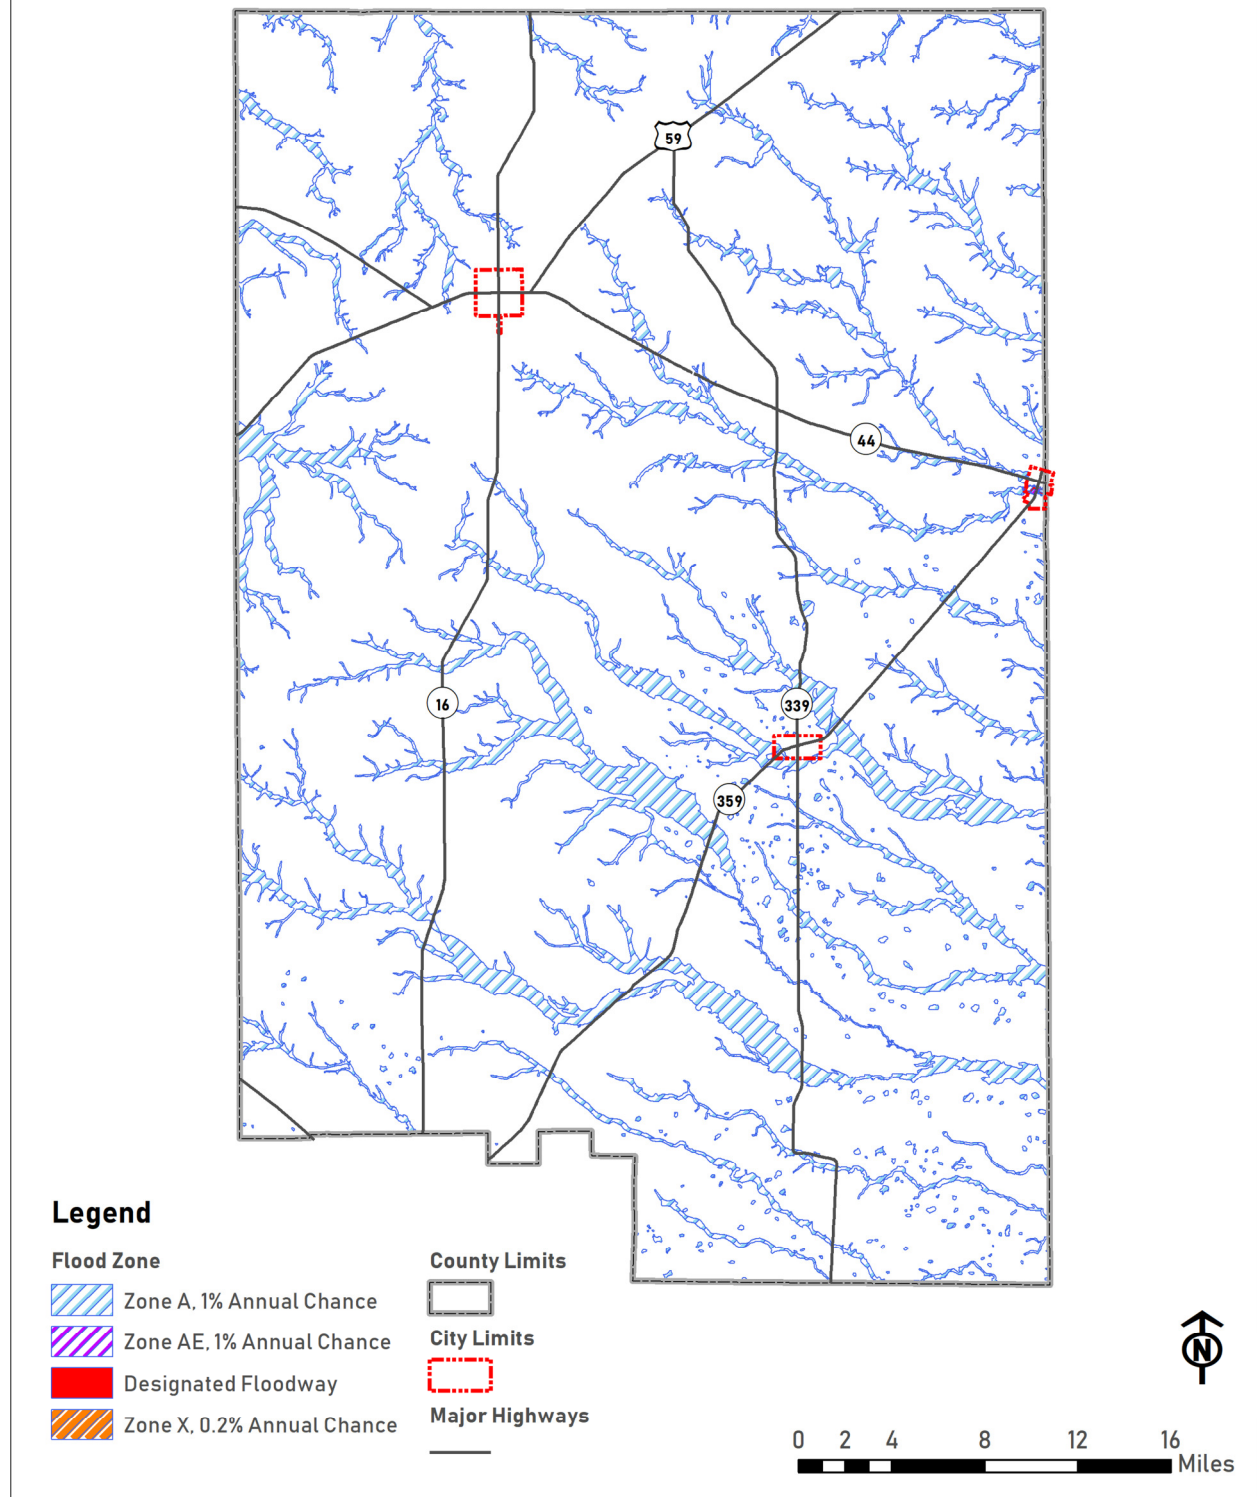 59
44
16
339
359
Legend
Flood Zone
Zone A, 1% Annual Chance
Zone AE, 1% Annual Chance
Designated Floodway
Zone X, 0.2% Annual Chance
County Limits
City Limits
Major Highways
N
0 2 4 8 12 16
Miles